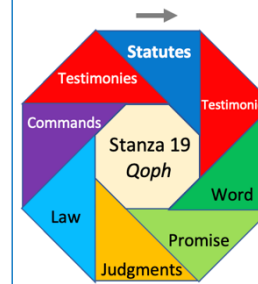 Statutes
Testimonies
Testimoni
Commands
Stanza 19
Qoph
Word
Law
Promise
Judgments